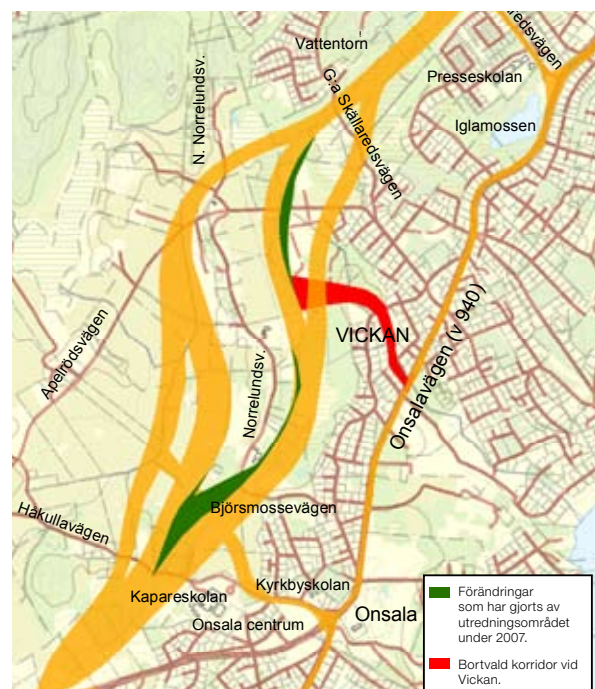 Vattentorn
G:a Skällaredsvägen
N. Norrelundsv.
Presseskolan
Iglamossen
redsvägen
VICKAN
Onsalavägen (v 940)
Apelrödsvägen
Norrelundsv.
Björsmossevägen
Håkullavägen
Kapareskolan
Kyrkbyskolan
Onsala centrum
Onsala
Förändringar
som har gjorts av
utredningsområdet
under 2007.
Bortvald korridor vid
Vickan.